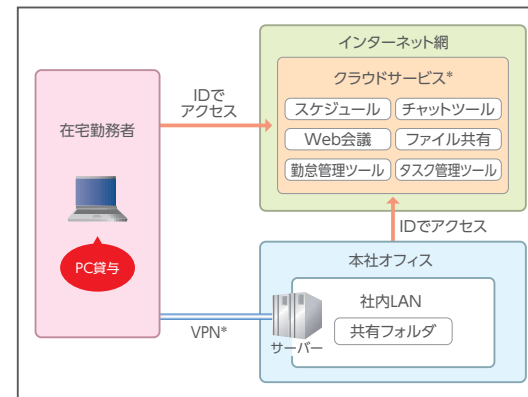 インターネット網
クラウドサービス*
スケジュール
チャットツール
Web会議
ファイル共有
勤怠管理ツール
タスク管理ツール
IDで
アクセス
在宅勤務者
PC貸与
IDでアクセス
本社オフィス
社内LAN
共有フォルダ
サーバー
VPN*